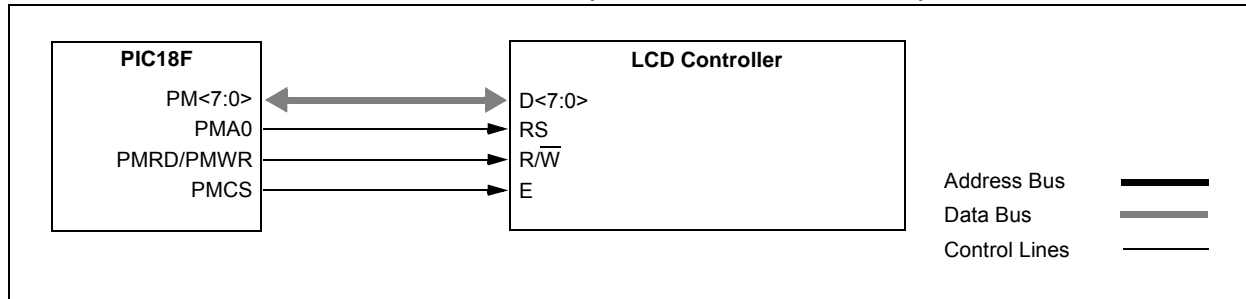 PIC18F
PM<7:0>
PMA0
PMRD/PMWR
PMCS
LCD Controller
D<7:0>
RS
R/W̅
E
Address Bus
Data Bus
Control Lines